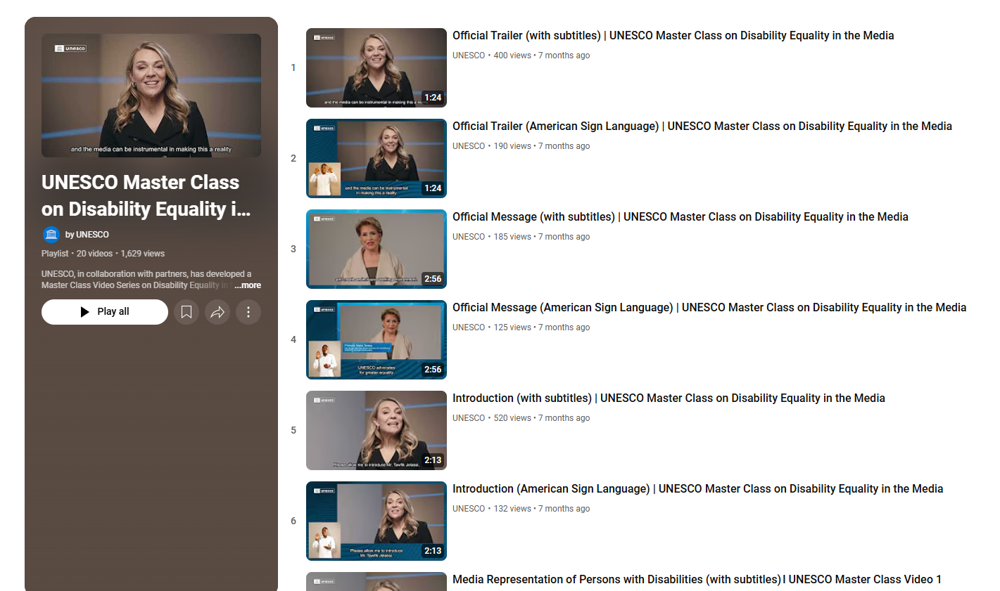 unesco
and the media can be instrumental in making this a reality
UNESCO Master Class
on Disability Equality i...
by UNESCO
Playlist • 20 videos • 1,629 views
UNESCO, in collaboration with partners, has developed a
Master Class Video Series on Disability Equality in ...more
Play all
1
unesco
and the media can be instrumental in making this a
1:24
Official Trailer (with subtitles) | UNESCO Master Class on Disability Equality in the Media
UNESCO • 400 views • 7 months ago
2
unesco
and the media can be instrumental
in making this a reality
1:24
Official Trailer (American Sign Language) | UNESCO Master Class on Disability Equality in the Media
UNESCO • 190 views • 7 months ago
3
unesco
and create an inclusive working environment
2:56
Official Message (with subtitles) | UNESCO Master Class on Disability Equality in the Media
UNESCO • 185 views • 7 months ago
4
unesco
Princess Maria Teresa
UNESCO advocates
for greater equality
2:56
Official Message (American Sign Language) | UNESCO Master Class on Disability Equality in the Media
UNESCO • 125 views • 7 months ago
5
unesco
Please allow me to introduce Mr. Tawfik Jelassi,
2:13
Introduction (with subtitles) | UNESCO Master Class on Disability Equality in the Media
UNESCO • 520 views • 7 months ago
6
unesco
Please allow me to introduce
Mr. Tawfik Jelassi,
2:13
Introduction (American Sign Language) | UNESCO Master Class on Disability Equality in the Media
UNESCO • 132 views • 7 months ago
unesco
Media Representation of Persons with Disabilities (with subtitles)I UNESCO Master Class Video 1